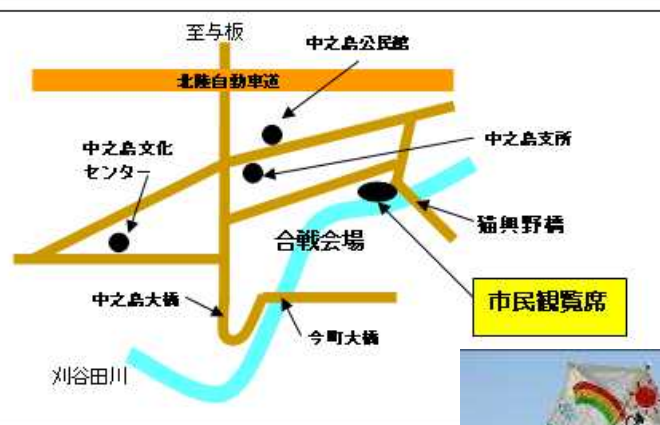 至与板
中之島公民館
北陸自動車道
中之島文化
センター
中之島支所
猫興野橋
合戦会場
市民観覧席
中之島大橋
今町大橋
刈谷田川